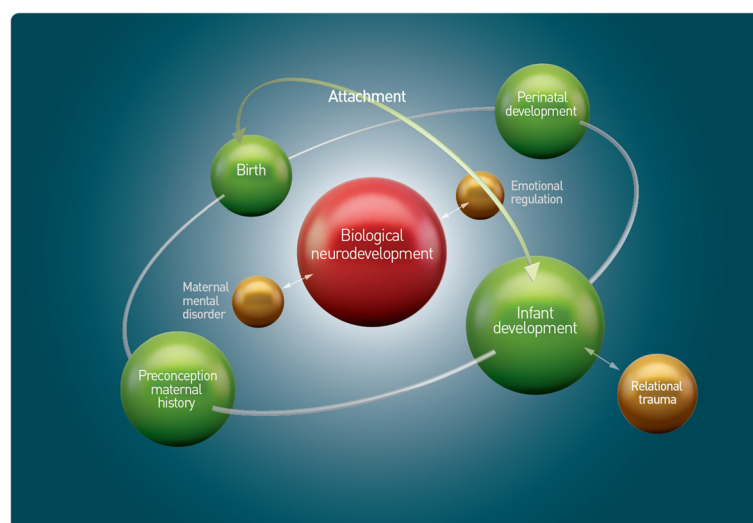 Attachment
Perinatal
development
Birth
Emotional
regulation
Biological
neurodevelopment
Maternal
mental
disorder
Infant
development
Preconception
maternal
history
Relational
trauma